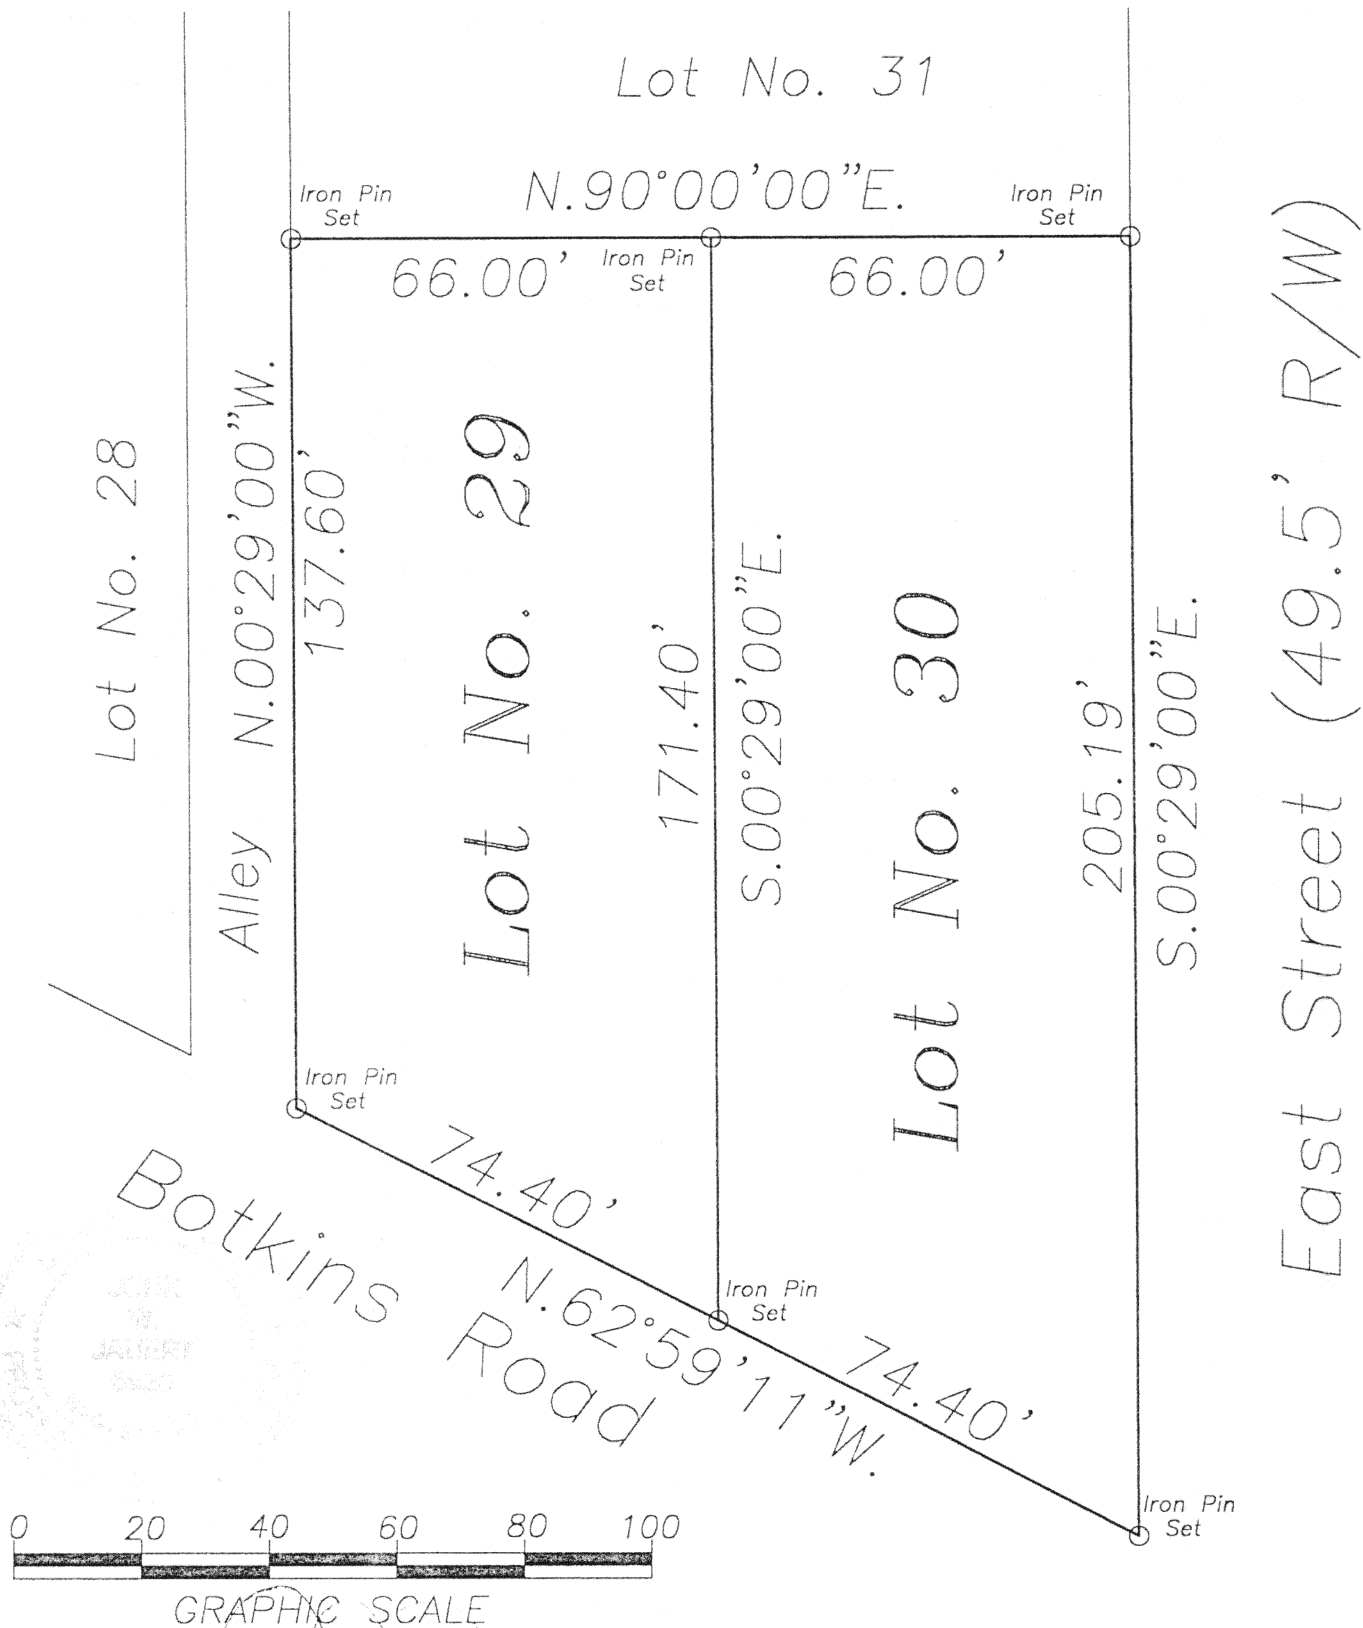 Lot No. 31
N.90°00'00"E.
Iron Pin
Set
Iron Pin
Set
Iron Pin
Set
66.00'
66.00'
Lot No. 28
Alley N.00°29'00"W.
137.60'
Lot No. 29
171.40'
S.00°29'00"E.
Lot No. 30
205.19'
S.00°29'00"E.
East Street (49.5' R/W)
Iron Pin
Set
74.40'
Botkins Road
N.62°59'11"W.
Iron Pin
Set
74.40'
Iron Pin
Set
JOHN
W.
0 20 40 60 80 100
GRAPHIC SCALE